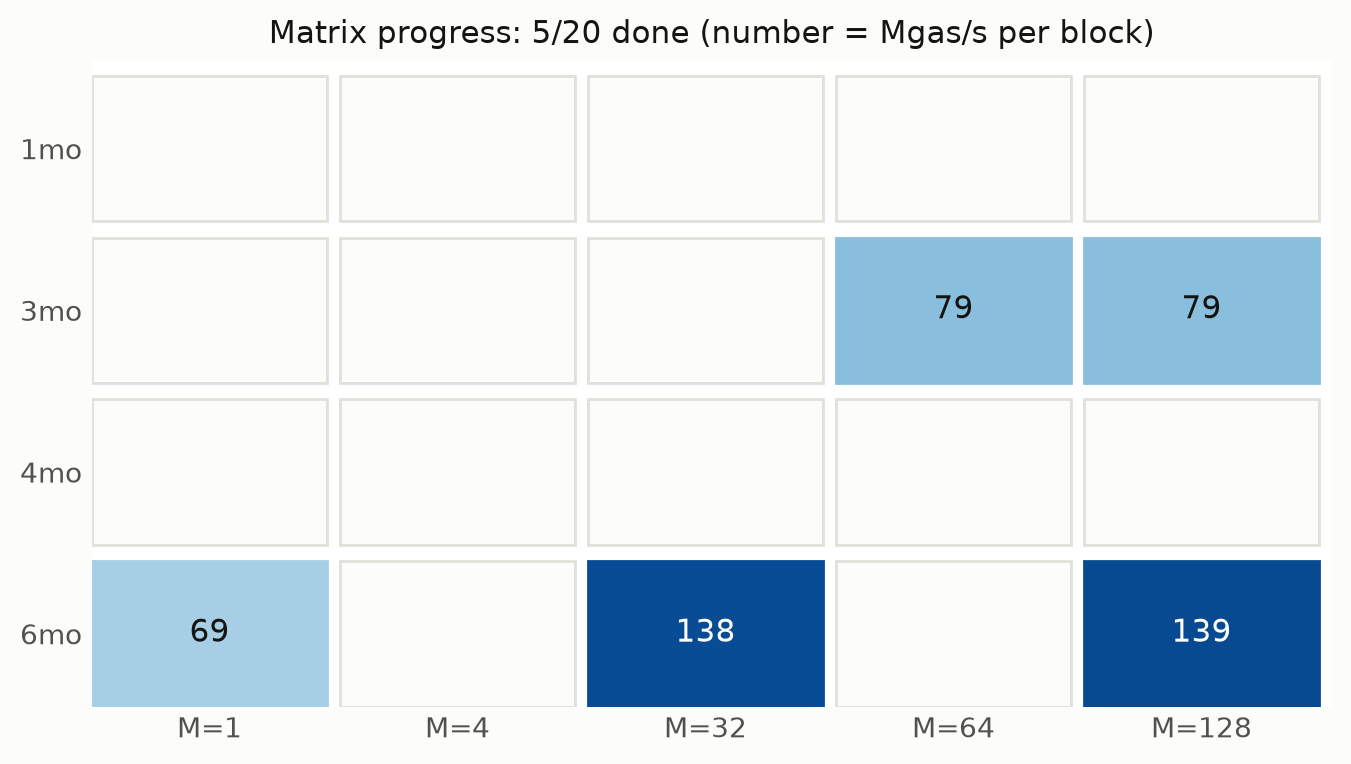 Matrix progress: 5/20 done (number = Mgas/s per block)
1mo
3mo 79 79
4mo
6mo 69 138 139
M=1 M=4 M=32 M=64 M=128